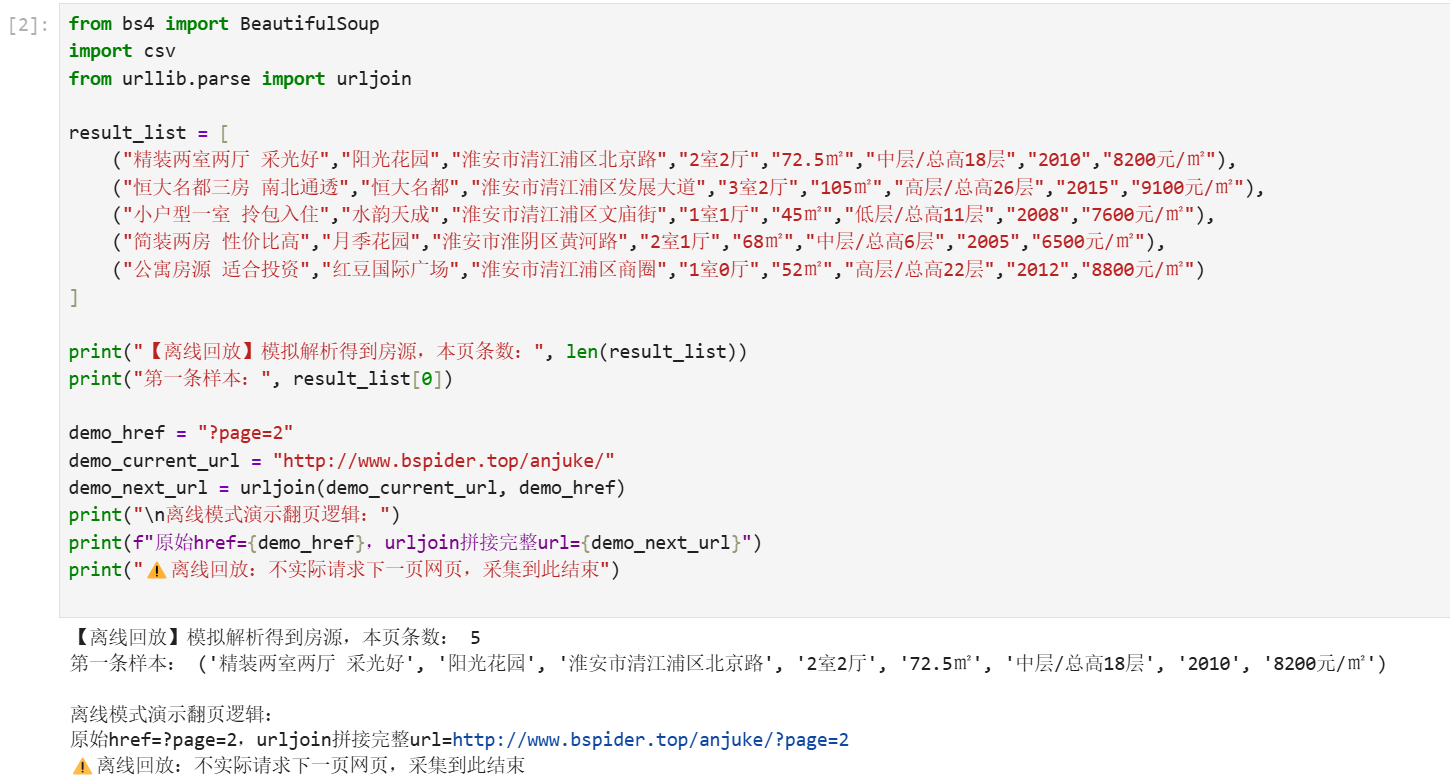 [2]:
from bs4 import BeautifulSoup
import csv
from urllib.parse import urljoin
result_list = [
("精装两室两厅 采光好","阳光花园","淮安市清江浦区北京路","2室2厅","72.5㎡","中层/总高18层","2010","8200元/㎡"),
("恒大名都三房 南北通透","恒大名都","淮安市清江浦区发展大道","3室2厅","105㎡","高层/总高26层","2015","9100元/㎡"),
("小户型一室 拎包入住","水韵天成","淮安市清江浦区文庙街","1室1厅","45㎡","低层/总高11层","2008","7600元/㎡"),
("简装两房 性价比高","月季花园","淮安市淮阴区黄河路","2室1厅","68㎡","中层/总高6层","2005","6500元/㎡"),
("公寓房源 适合投资","红豆国际广场","淮安市清江浦区商圈","1室0厅","52㎡","高层/总高22层","2012","8800元/㎡")
]
print("【离线回放】模拟解析得到房源，本页条数：", len(result_list))
print("第一条样本：", result_list[0])
demo_href = "?page=2"
demo_current_url = "http://www.bspider.top/anjuke/"
demo_next_url = urljoin(demo_current_url, demo_href)
print("\n离线模式演示翻页逻辑：")
print(f"原始href={demo_href}，urljoin拼接完整url={demo_next_url}")
print("⚠️离线回放：不实际请求下一页网页，采集到此结束")
【离线回放】模拟解析得到房源，本页条数： 5
第一条样本： ('精装两室两厅 采光好', '阳光花园', '淮安市清江浦区北京路', '2室2厅', '72.5㎡', '中层/总高18层', '2010', '8200元/㎡')
离线模式演示翻页逻辑：
原始href=?page=2，urljoin拼接完整url=http://www.bspider.top/anjuke/?page=2
⚠️离线回放：不实际请求下一页网页，采集到此结束